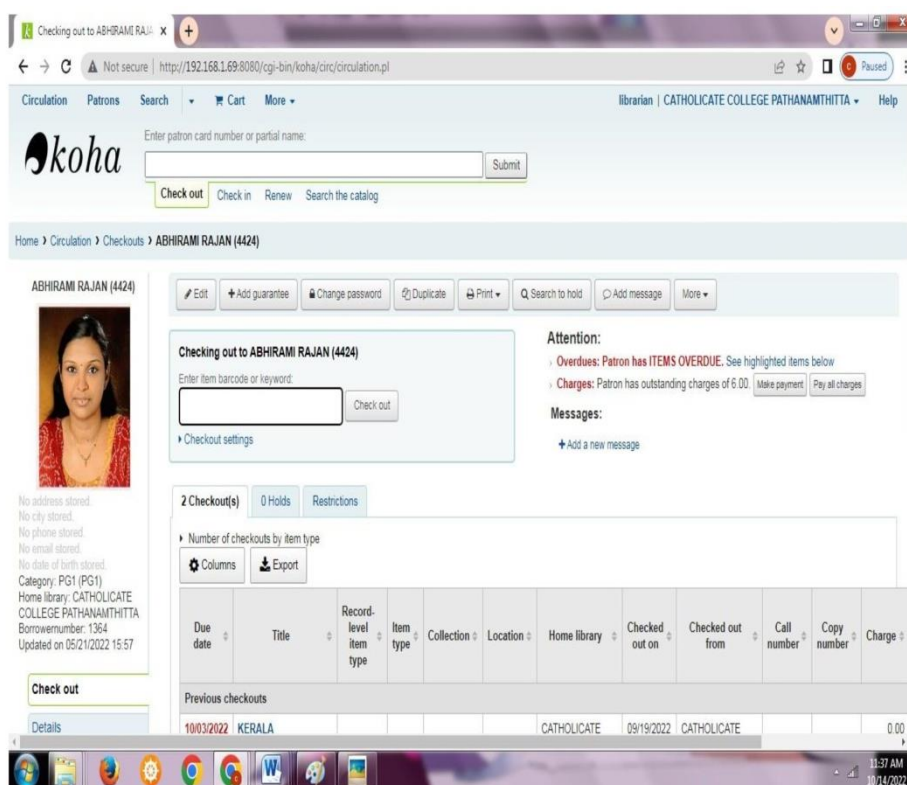 Checking out to ABHIRAMI RAJA
Not secure | http://192.168.1.69:8080/cgi-bin/koha/circ/circulation.pl
Paused
Circulation Patrons Search Cart More librarian | CATHOLICATE COLLEGE PATHANAMTHITTA Help
koha
Enter patron card number or partial name:
Submit
Check out Check in Renew Search the catalog
Home > Circulation > Checkouts > ABHIRAMI RAJAN (4424)
ABHIRAMI RAJAN (4424)
No address stored.
No city stored.
No phone stored.
No email stored.
No date of birth stored.
Category: PG1 (PG1)
Home library: CATHOLICATE
COLLEGE PATHANAMTHITTA
Borrowernumber: 1364
Updated on 05/21/2022 15:57
Check out
Details
Edit + Add guarantee Change password Duplicate Print Search to hold Add message More
Checking out to ABHIRAMI RAJAN (4424)
Enter item barcode or keyword:
Check out
Checkout settings
Attention:
Overdues: Patron has ITEMS OVERDUE. See highlighted items below
Charges: Patron has outstanding charges of 6.00. Make payment Pay all charges
Messages:
+ Add a new message
2 Checkout(s) 0 Holds Restrictions
Number of checkouts by item type
Columns Export
Due date Title Record-level item type Item type Collection Location Home library Checked out on Checked out from Call number Copy number Charge
Previous checkouts
10/03/2022 KERALA CATHOLICATE 09/19/2022 CATHOLICATE 0.00
11:37 AM
10/14/2022